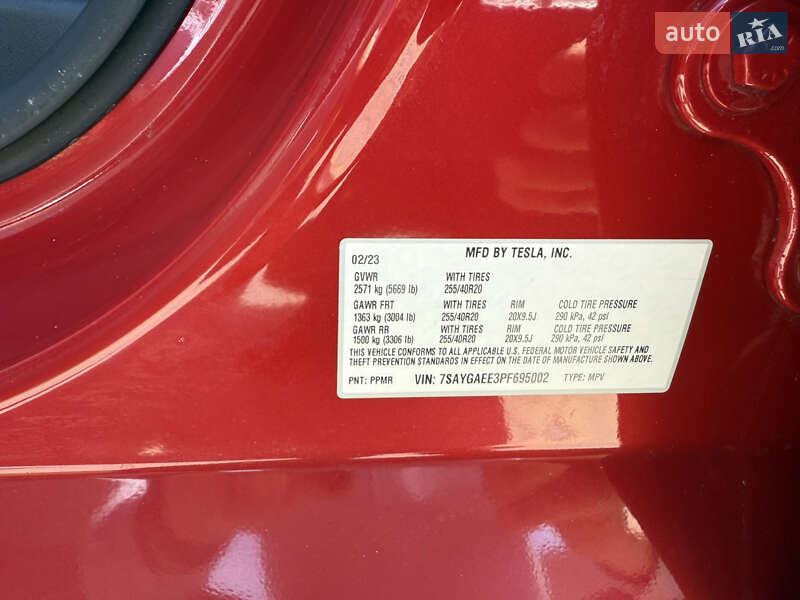 auto RIA.com
MFD BY TESLA, INC.
02/23
GVWR WITH TIRES
2571 kg (5669 lb) 255/40R20
GAWR FRT WITH TIRES RIM COLD TIRE PRESSURE
1363 kg (3004 lb) 255/40R20 20X9.5J 290 kPa, 42 psi
GAWR RR WITH TIRES RIM COLD TIRE PRESSURE
1500 kg (3306 lb) 255/40R20 20X9.5J 290 kPa, 42 psi
THIS VEHICLE CONFORMS TO ALL APPLICABLE U.S. FEDERAL MOTOR VEHICLE SAFETY AND
THEFT PREVENTION STANDARDS IN EFFECT ON THE DATE OF MANUFACTURE SHOWN ABOVE.
PNT: PPMR VIN: 7SAYGAEE3PF695002 TYPE: MPV